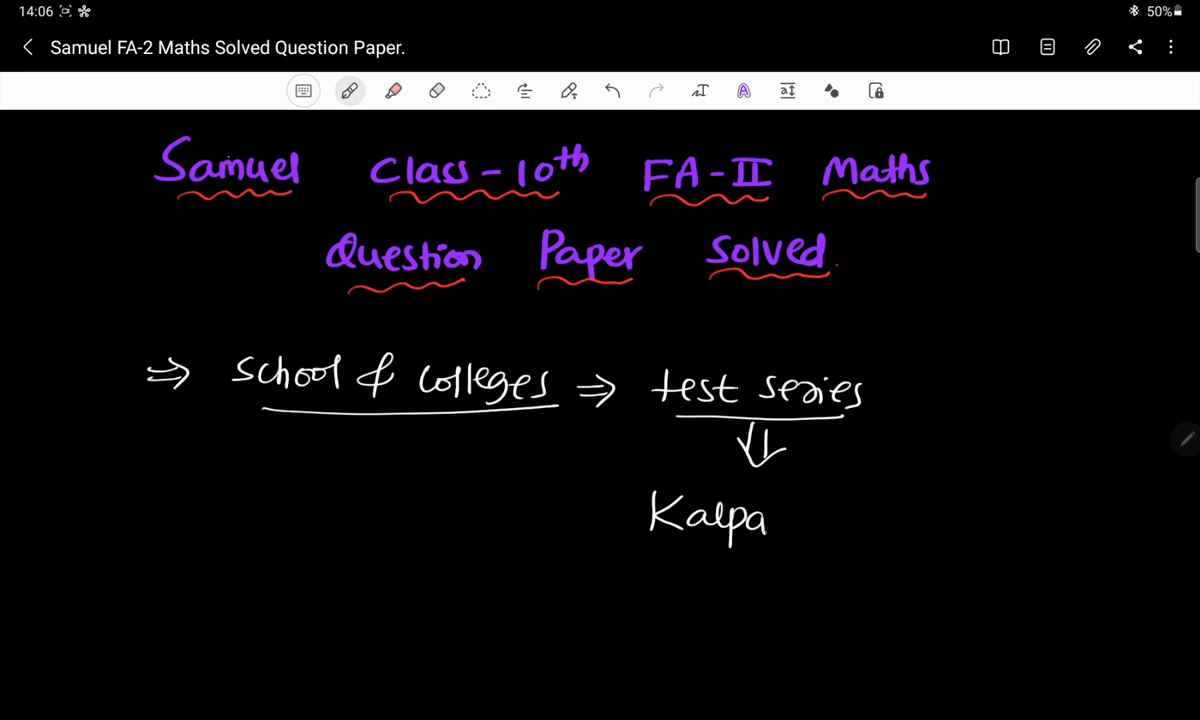 14:06 50%
Samuel FA-2 Maths Solved Question Paper.
Samuel Class - 10th FA-II Maths
Question Paper Solved.
⇒ School & Colleges ⇒ test series
⇓
Kalpa